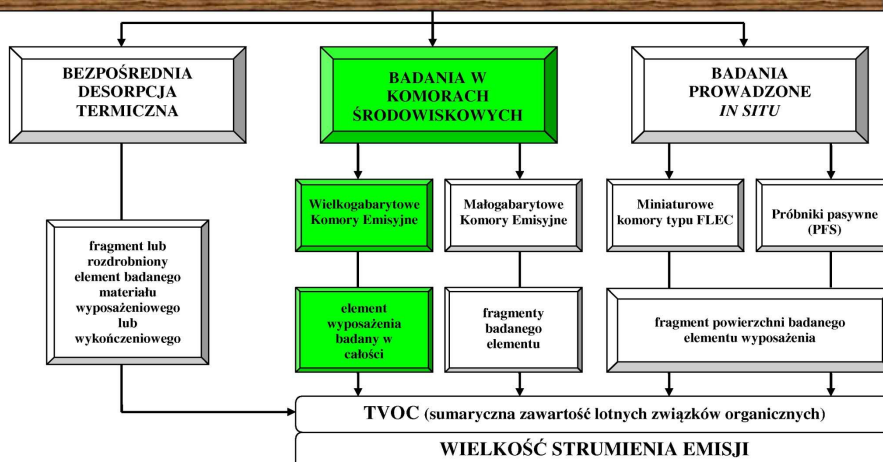 BEZPOŚREDNIA
DESORPCJA
TERMICZNA
BADANIA W
KOMORACH
ŚRODOWISKOWYCH
BADANIA
PROWADZONE
IN SITU
Wielkogabarytowe
Komory Emisyjne
Małogabarytowe
Komory Emisyjne
Miniaturowe
komory typu FLEC
Próbniki pasywne
(PFS)
fragment lub
rozdrobniony
element badanego
materiału
wyposażeniowego
lub
wykończeniowego
element
wyposażenia
badany w
całości
fragmenty
badanego
elementu
fragment powierzchni badanego
elementu wyposażenia
TVOC (sumaryczna zawartość lotnych związków organicznych)
WIELKOŚĆ STRUMIENIA EMISJI